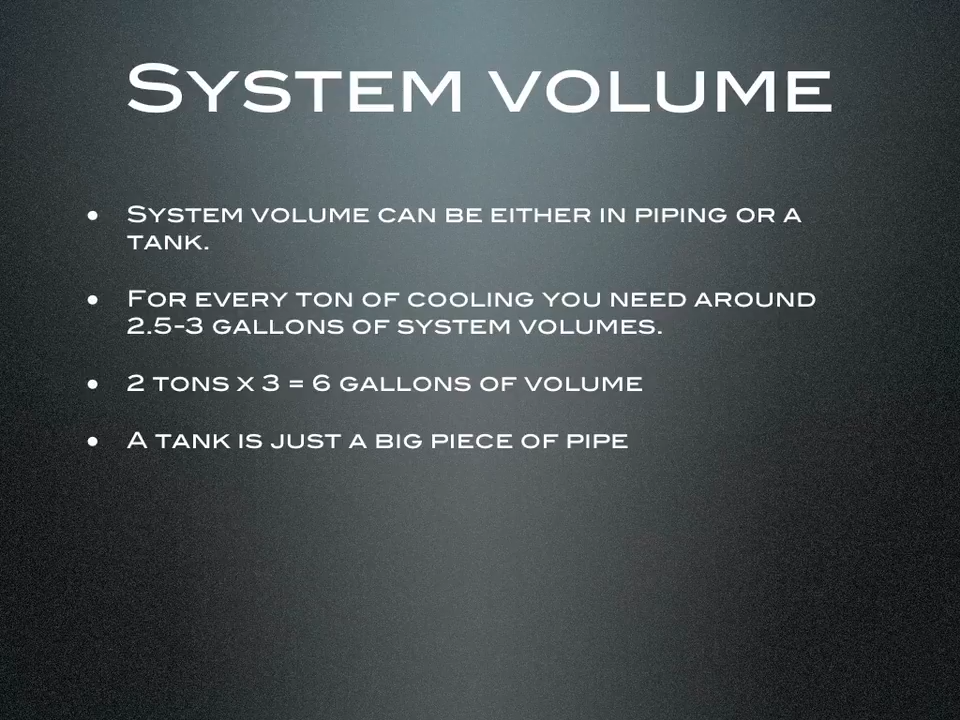 System volume
• System volume can be either in piping or a
tank.
• For every ton of cooling you need around
2.5-3 gallons of system volumes.
• 2 tons x 3 = 6 gallons of volume
• A tank is just a big piece of pipe